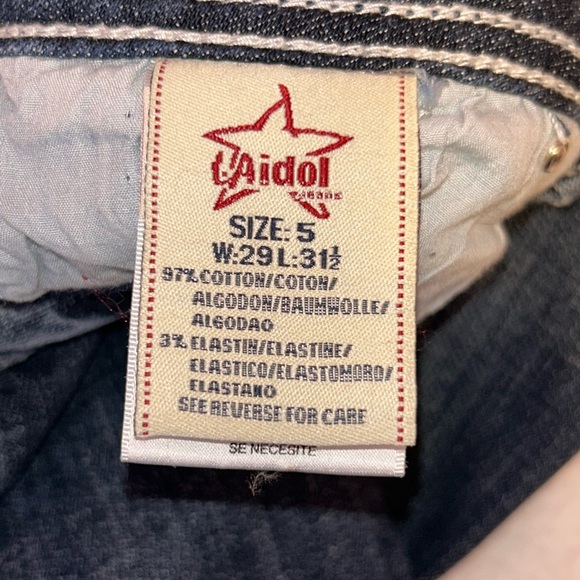 L'Aidol
JEANS
SIZE: 5
W:29 L:31½
97% COTTON/COTON/
ALGODON/BAUMWOLLE/
ALGODAO
3% ELASTIN/ELASTINE/
ELASTICO/ELASTOMORO/
ELASTANO
SEE REVERSE FOR CARE
SE NECESITE